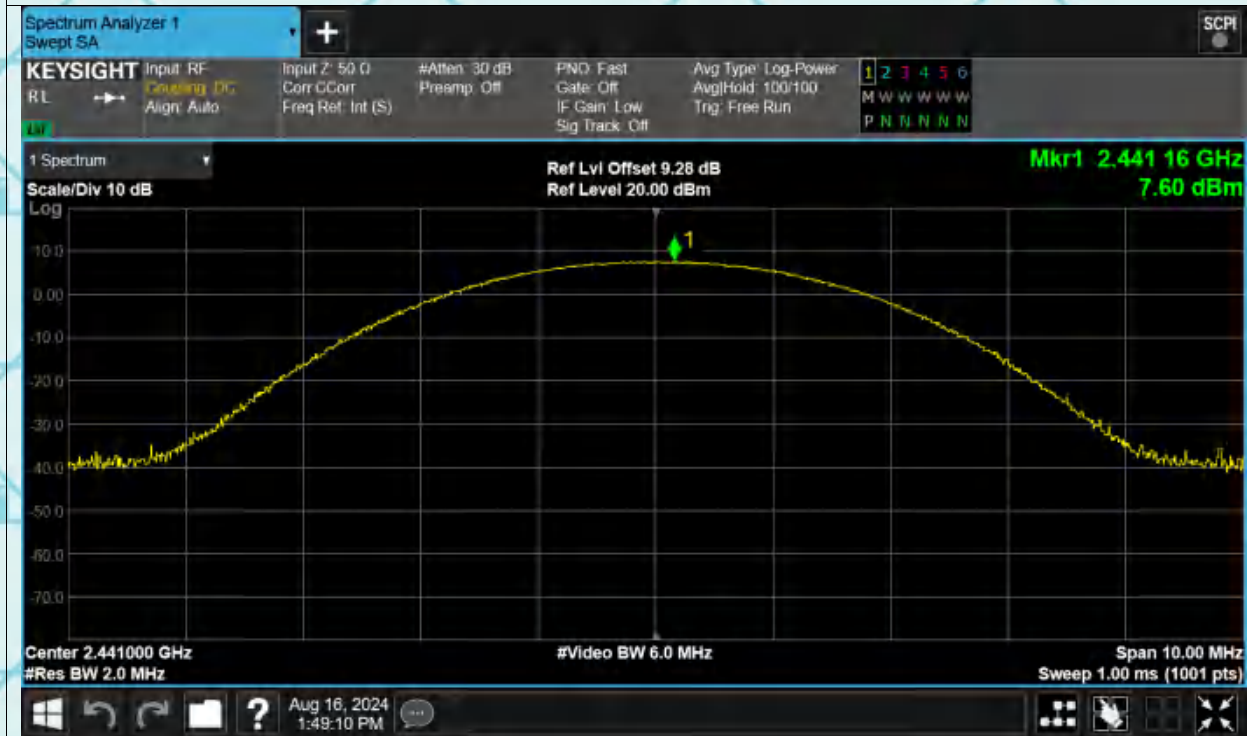 Spectrum Analyzer 1
Swept SA
+
SCPI
KEYSIGHT
RL
LXI
Input: RF
Coupling: DC
Align: Auto
Input Z: 50 Ω
Corr CCorr
Freq Ref: Int (S)
#Atten: 30 dB
Preamp: Off
PNO: Fast
Gate: Off
IF Gain: Low
Sig Track: Off
Avg Type: Log-Power
Avg|Hold: 100/100
Trig: Free Run
1 2 3 4 5 6
M W W W W W
P N N N N N
1 Spectrum
Scale/Div 10 dB
Log
Ref Lvl Offset 9.28 dB
Ref Level 20.00 dBm
Mkr1 2.441 16 GHz
7.60 dBm
1
10.0
0.00
-10.0
-20.0
-30.0
-40.0
-50.0
-60.0
-70.0
Center 2.441000 GHz
#Res BW 2.0 MHz
#Video BW 6.0 MHz
Span 10.00 MHz
Sweep 1.00 ms (1001 pts)
?
Aug 16, 2024
1:49:10 PM